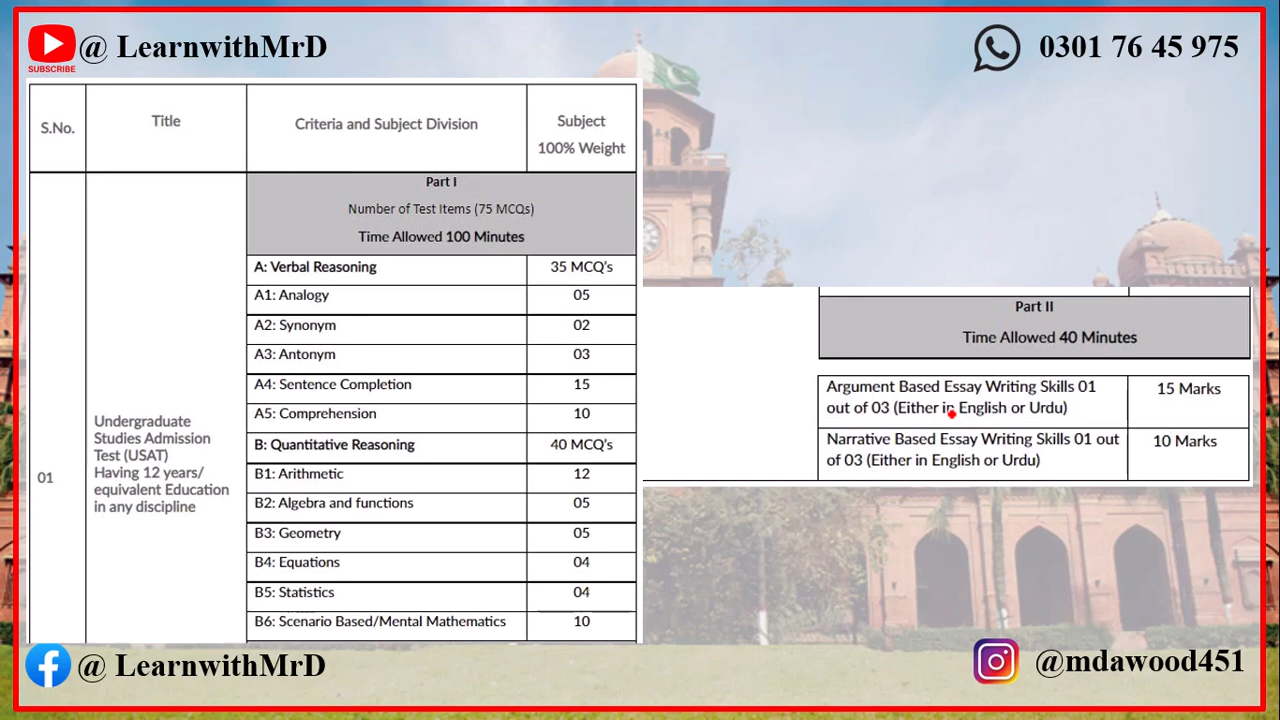 @ LearnwithMrD
SUBSCRIBE
0301 76 45 975
S.No.
Title
Criteria and Subject Division
Subject
100% Weight
Part I
Number of Test Items (75 MCQs)
Time Allowed 100 Minutes
A: Verbal Reasoning 35 MCQ's
A1: Analogy 05
A2: Synonym 02
A3: Antonym 03
A4: Sentence Completion 15
A5: Comprehension 10
B: Quantitative Reasoning 40 MCQ's
B1: Arithmetic 12
B2: Algebra and functions 05
B3: Geometry 05
B4: Equations 04
B5: Statistics 04
B6: Scenario Based/Mental Mathematics 10
01
Undergraduate
Studies Admission
Test (USAT)
Having 12 years/
equivalent Education
in any discipline
Part II
Time Allowed 40 Minutes
Argument Based Essay Writing Skills 01 15 Marks
out of 03 (Either in English or Urdu)
Narrative Based Essay Writing Skills 01 out 10 Marks
of 03 (Either in English or Urdu)
@ LearnwithMrD
@mdawood451